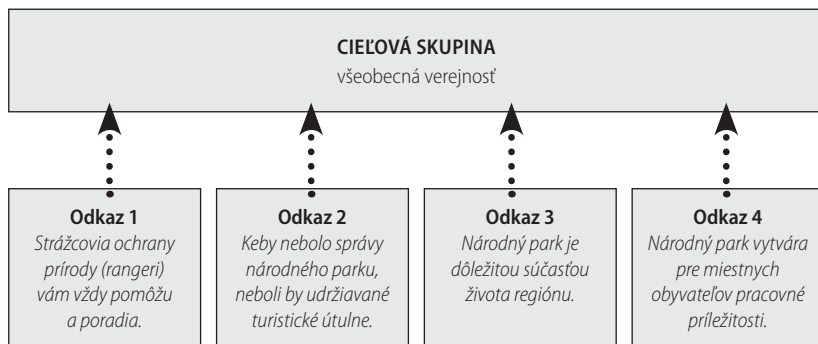 CIEĽOVÁ SKUPINA
všeobecná verejnosť
Odkaz 1
Strážcovia ochrany
prírody (rangeri)
vám vždy pomôžu
a poradia.
Odkaz 2
Keby nebolo správy
národného parku,
neboli by udržiavané
turistické útulne.
Odkaz 3
Národný park je
dôležitou súčasťou
života regiónu.
Odkaz 4
Národný park vytvára
pre miestnych
obyvateľov pracovné
príležitosti.